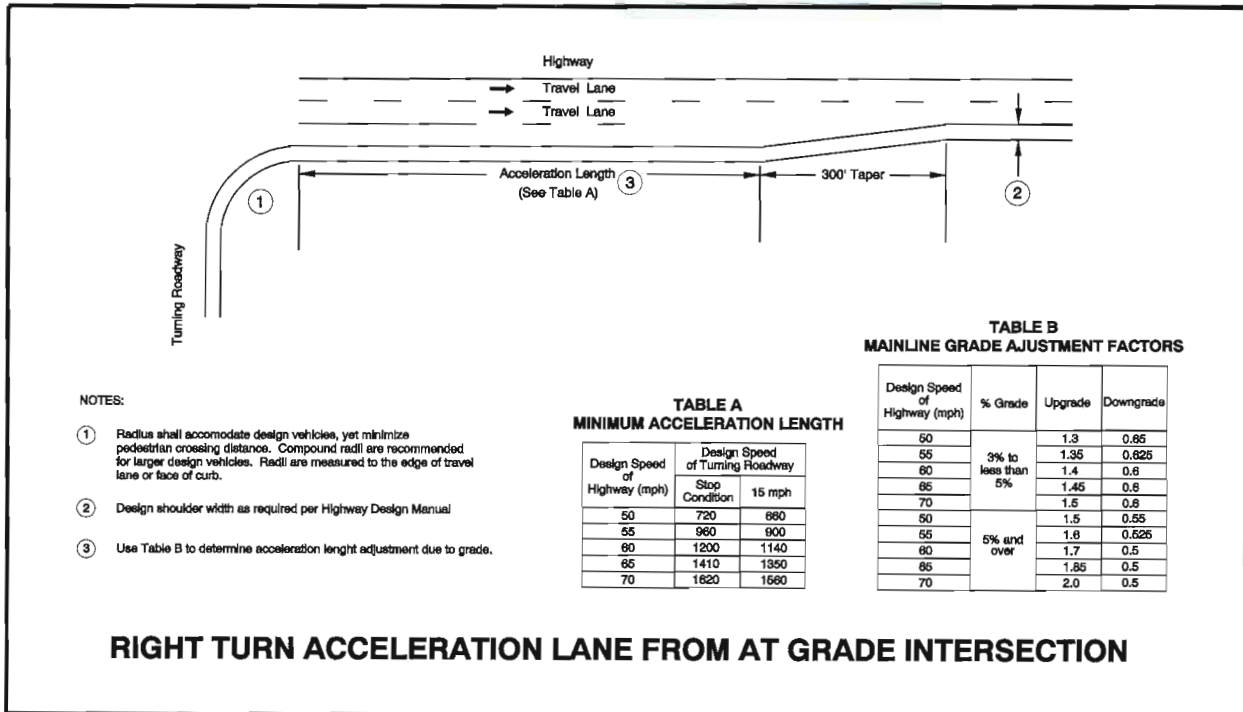 Highway
Travel Lane
Travel Lane
Acceleration Length
(See Table A)
3
300' Taper
2
1
Turning Roadway
NOTES:
1 Radius shall accomodate design vehicles, yet minimize
pedestrian crossing distance. Compound radii are recommended
for larger design vehicles. Radii are measured to the edge of travel
lane or face of curb.
2 Design shoulder width as required per Highway Design Manual
3 Use Table B to determine acceleration lenght adjustment due to grade.
TABLE A
MINIMUM ACCELERATION LENGTH
Design Speed
of
Highway (mph)
Design Speed
of Turning Roadway
Stop
Condition
15 mph
50 720 660
55 960 900
60 1200 1140
65 1410 1350
70 1620 1560
TABLE B
MAINLINE GRADE AJUSTMENT FACTORS
Design Speed
of
Highway (mph)
% Grade
Upgrade
Downgrade
3% to
less than
5%
50 1.3 0.65
55 1.35 0.625
60 1.4 0.6
65 1.45 0.6
70 1.5 0.6
5% and
over
50 1.5 0.55
55 1.6 0.525
60 1.7 0.5
65 1.85 0.5
70 2.0 0.5
RIGHT TURN ACCELERATION LANE FROM AT GRADE INTERSECTION